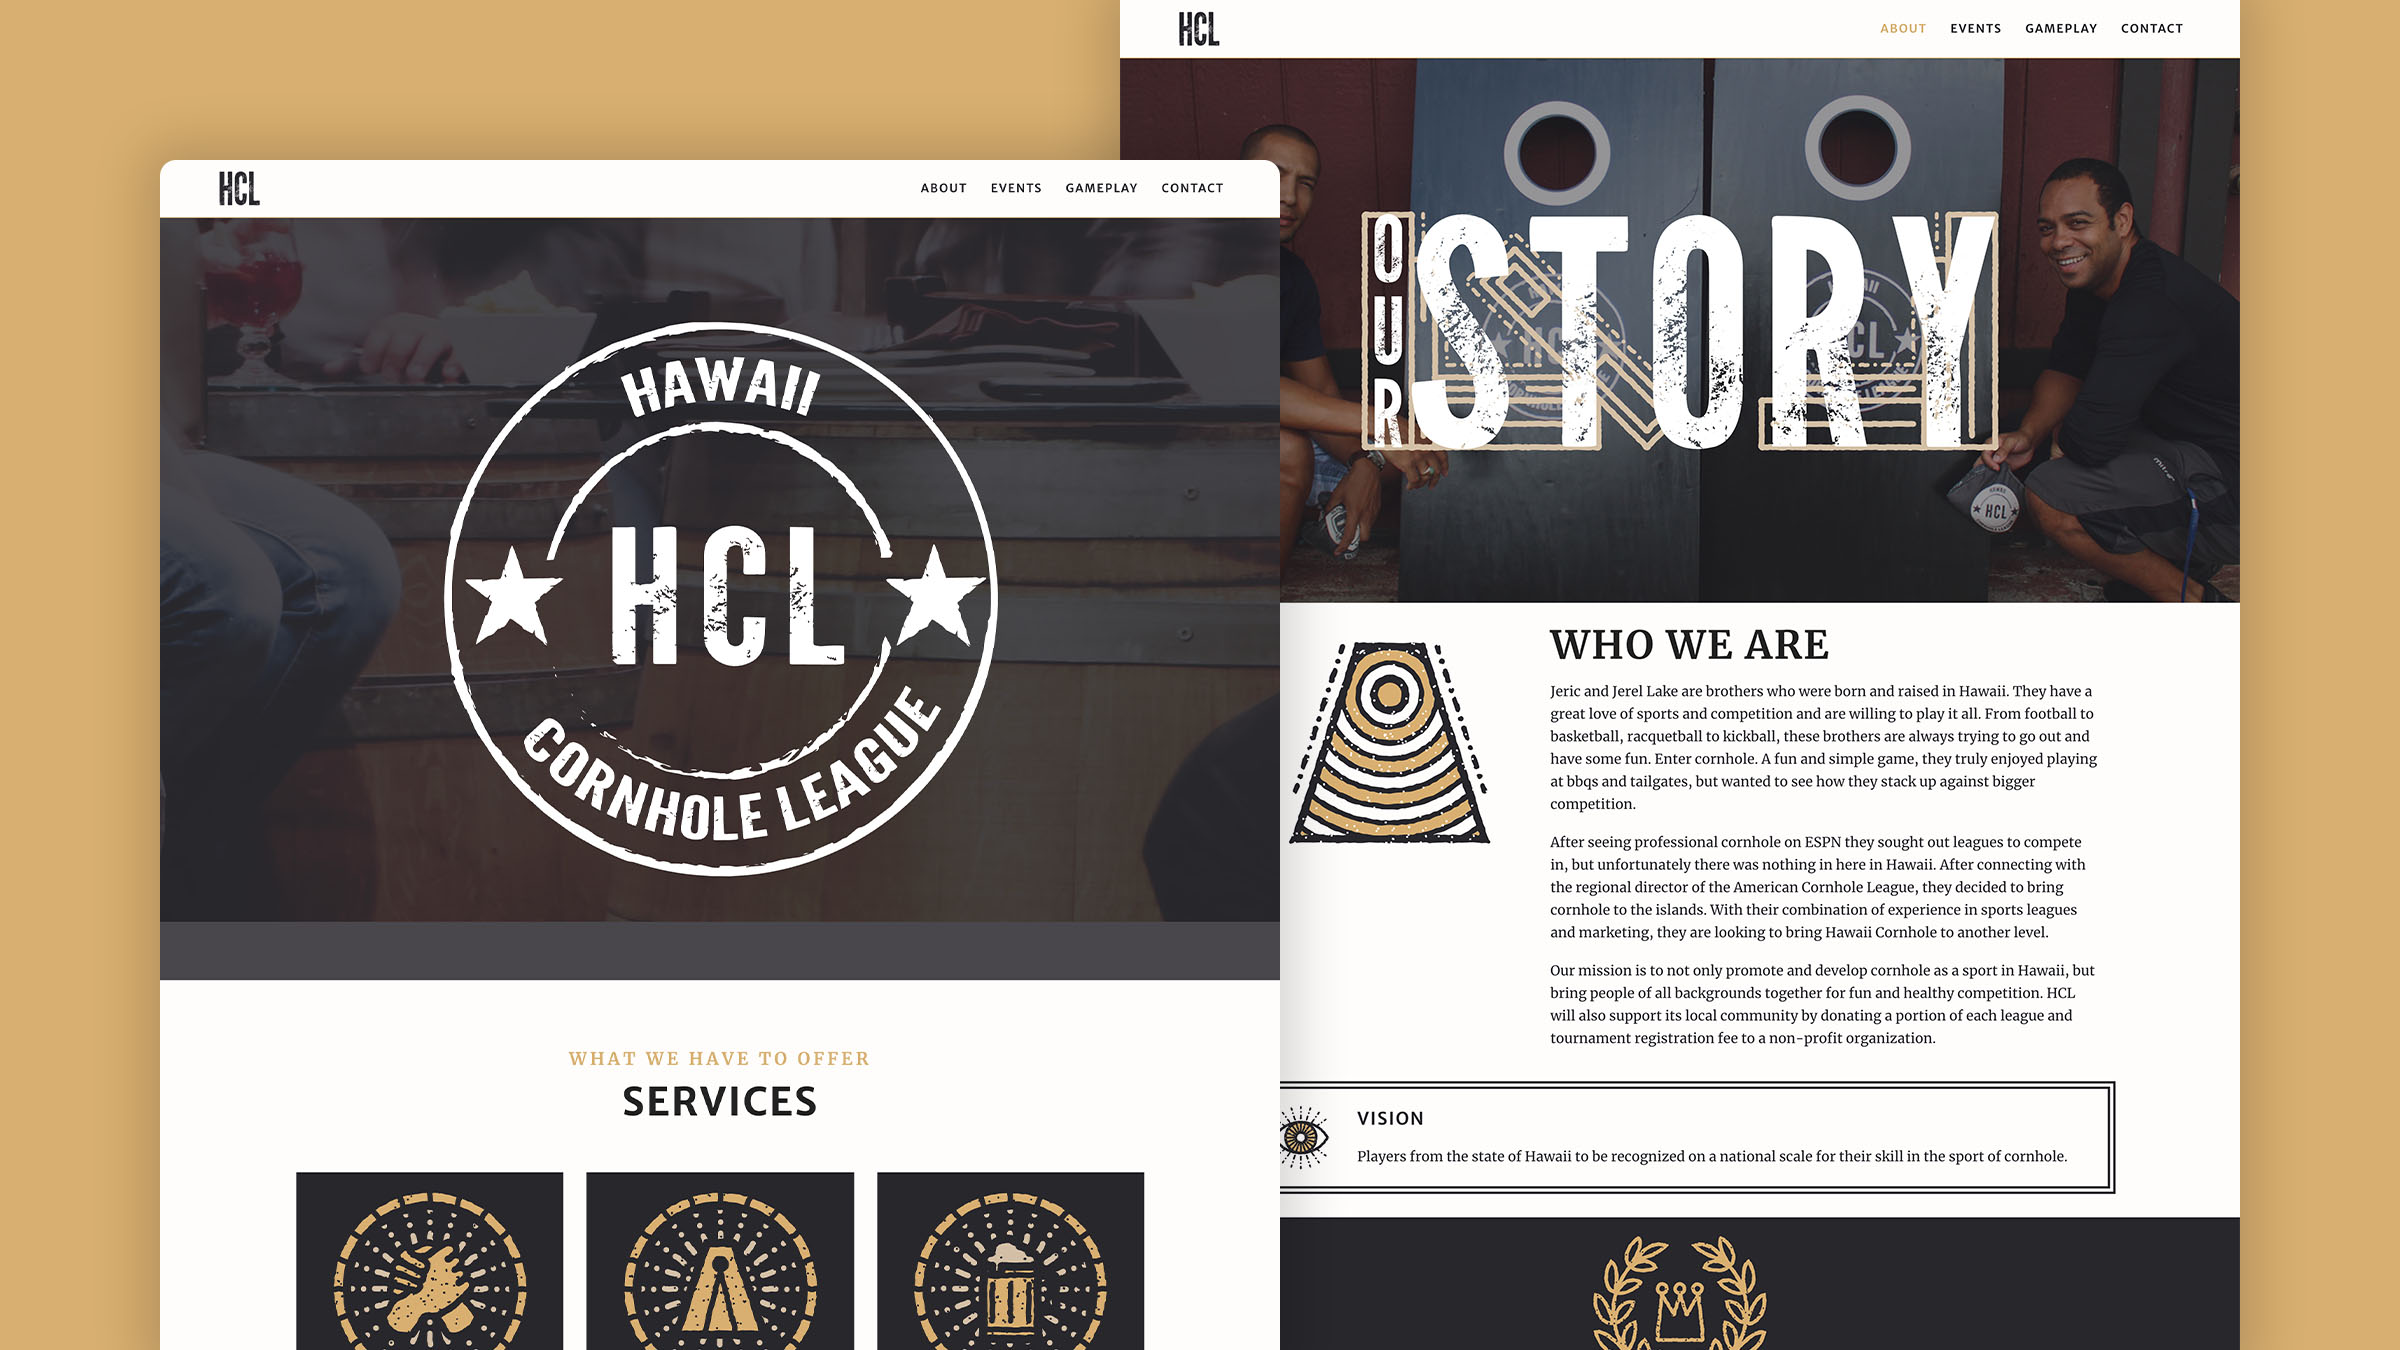 HCL
ABOUT EVENTS GAMEPLAY CONTACT
HAWAII
HCL
CORNHOLE LEAGUE
WHAT WE HAVE TO OFFER
SERVICES
HCL
ABOUT EVENTS GAMEPLAY CONTACT
OUR
STORY
HAWAII
HCL
WHO WE ARE
Jeric and Jerel Lake are brothers who were born and raised in Hawaii. They have a
great love of sports and competition and are willing to play it all. From football to
basketball, racquetball to kickball, these brothers are always trying to go out and
have some fun. Enter cornhole. A fun and simple game, they truly enjoyed playing
at bbqs and tailgates, but wanted to see how they stack up against bigger
competition.
After seeing professional cornhole on ESPN they sought out leagues to compete
in, but unfortunately there was nothing in here in Hawaii. After connecting with
the regional director of the American Cornhole League, they decided to bring
cornhole to the islands. With their combination of experience in sports leagues
and marketing, they are looking to bring Hawaii Cornhole to another level.
Our mission is to not only promote and develop cornhole as a sport in Hawaii, but
bring people of all backgrounds together for fun and healthy competition. HCL
will also support its local community by donating a portion of each league and
tournament registration fee to a non-profit organization.
VISION
Players from the state of Hawaii to be recognized on a national scale for their skill in the sport of cornhole.